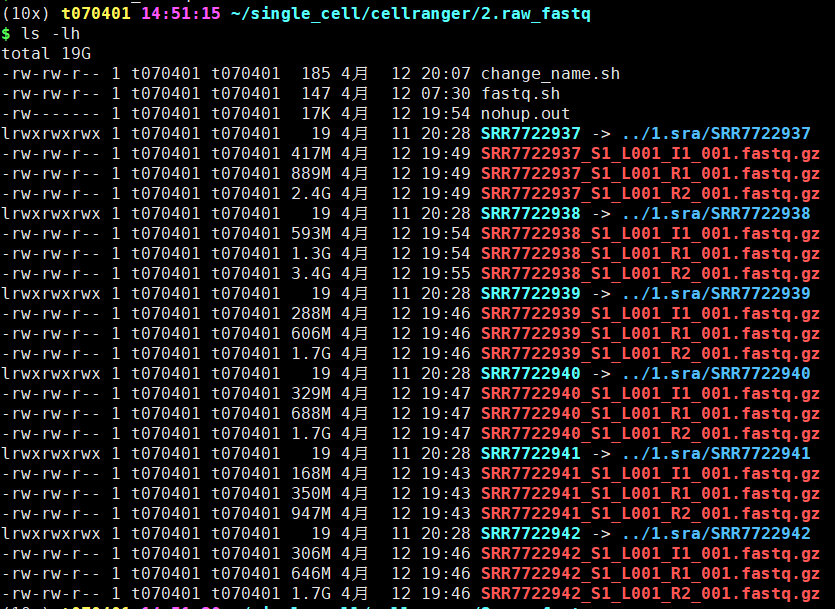 (10x) t070401 14:51:15 ~/single_cell/cellranger/2.raw_fastq
$ ls -lh
total 19G
-rw-rw-r-- 1 t070401 t070401  185 4月  12 20:07 change_name.sh
-rw-rw-r-- 1 t070401 t070401  147 4月  12 07:30 fastq.sh
-rw------- 1 t070401 t070401  17K 4月  12 19:54 nohup.out
lrwxrwxrwx 1 t070401 t070401   19 4月  11 20:28 SRR7722937 -> ../1.sra/SRR7722937
-rw-rw-r-- 1 t070401 t070401 417M 4月  12 19:49 SRR7722937_S1_L001_I1_001.fastq.gz
-rw-rw-r-- 1 t070401 t070401 889M 4月  12 19:49 SRR7722937_S1_L001_R1_001.fastq.gz
-rw-rw-r-- 1 t070401 t070401 2.4G 4月  12 19:49 SRR7722937_S1_L001_R2_001.fastq.gz
lrwxrwxrwx 1 t070401 t070401   19 4月  11 20:28 SRR7722938 -> ../1.sra/SRR7722938
-rw-rw-r-- 1 t070401 t070401 593M 4月  12 19:54 SRR7722938_S1_L001_I1_001.fastq.gz
-rw-rw-r-- 1 t070401 t070401 1.3G 4月  12 19:54 SRR7722938_S1_L001_R1_001.fastq.gz
-rw-rw-r-- 1 t070401 t070401 3.4G 4月  12 19:55 SRR7722938_S1_L001_R2_001.fastq.gz
lrwxrwxrwx 1 t070401 t070401   19 4月  11 20:28 SRR7722939 -> ../1.sra/SRR7722939
-rw-rw-r-- 1 t070401 t070401 288M 4月  12 19:46 SRR7722939_S1_L001_I1_001.fastq.gz
-rw-rw-r-- 1 t070401 t070401 606M 4月  12 19:46 SRR7722939_S1_L001_R1_001.fastq.gz
-rw-rw-r-- 1 t070401 t070401 1.7G 4月  12 19:46 SRR7722939_S1_L001_R2_001.fastq.gz
lrwxrwxrwx 1 t070401 t070401   19 4月  11 20:28 SRR7722940 -> ../1.sra/SRR7722940
-rw-rw-r-- 1 t070401 t070401 329M 4月  12 19:47 SRR7722940_S1_L001_I1_001.fastq.gz
-rw-rw-r-- 1 t070401 t070401 688M 4月  12 19:47 SRR7722940_S1_L001_R1_001.fastq.gz
-rw-rw-r-- 1 t070401 t070401 1.7G 4月  12 19:47 SRR7722940_S1_L001_R2_001.fastq.gz
lrwxrwxrwx 1 t070401 t070401   19 4月  11 20:28 SRR7722941 -> ../1.sra/SRR7722941
-rw-rw-r-- 1 t070401 t070401 168M 4月  12 19:43 SRR7722941_S1_L001_I1_001.fastq.gz
-rw-rw-r-- 1 t070401 t070401 350M 4月  12 19:43 SRR7722941_S1_L001_R1_001.fastq.gz
-rw-rw-r-- 1 t070401 t070401 947M 4月  12 19:43 SRR7722941_S1_L001_R2_001.fastq.gz
lrwxrwxrwx 1 t070401 t070401   19 4月  11 20:28 SRR7722942 -> ../1.sra/SRR7722942
-rw-rw-r-- 1 t070401 t070401 306M 4月  12 19:46 SRR7722942_S1_L001_I1_001.fastq.gz
-rw-rw-r-- 1 t070401 t070401 646M 4月  12 19:46 SRR7722942_S1_L001_R1_001.fastq.gz
-rw-rw-r-- 1 t070401 t070401 1.7G 4月  12 19:46 SRR7722942_S1_L001_R2_001.fastq.gz